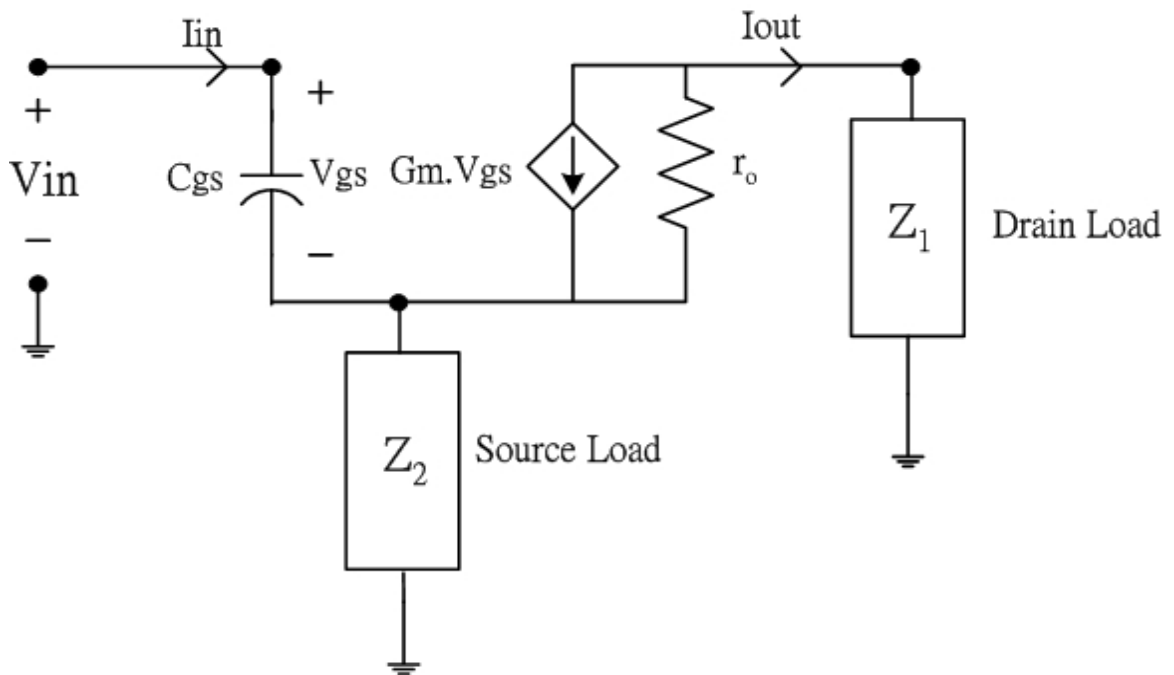 Iin
Iout
+
+
Vin
Cgs
Vgs
Gm.Vgs
rₒ
−
−
Z₁
Drain Load
Z₂
Source Load